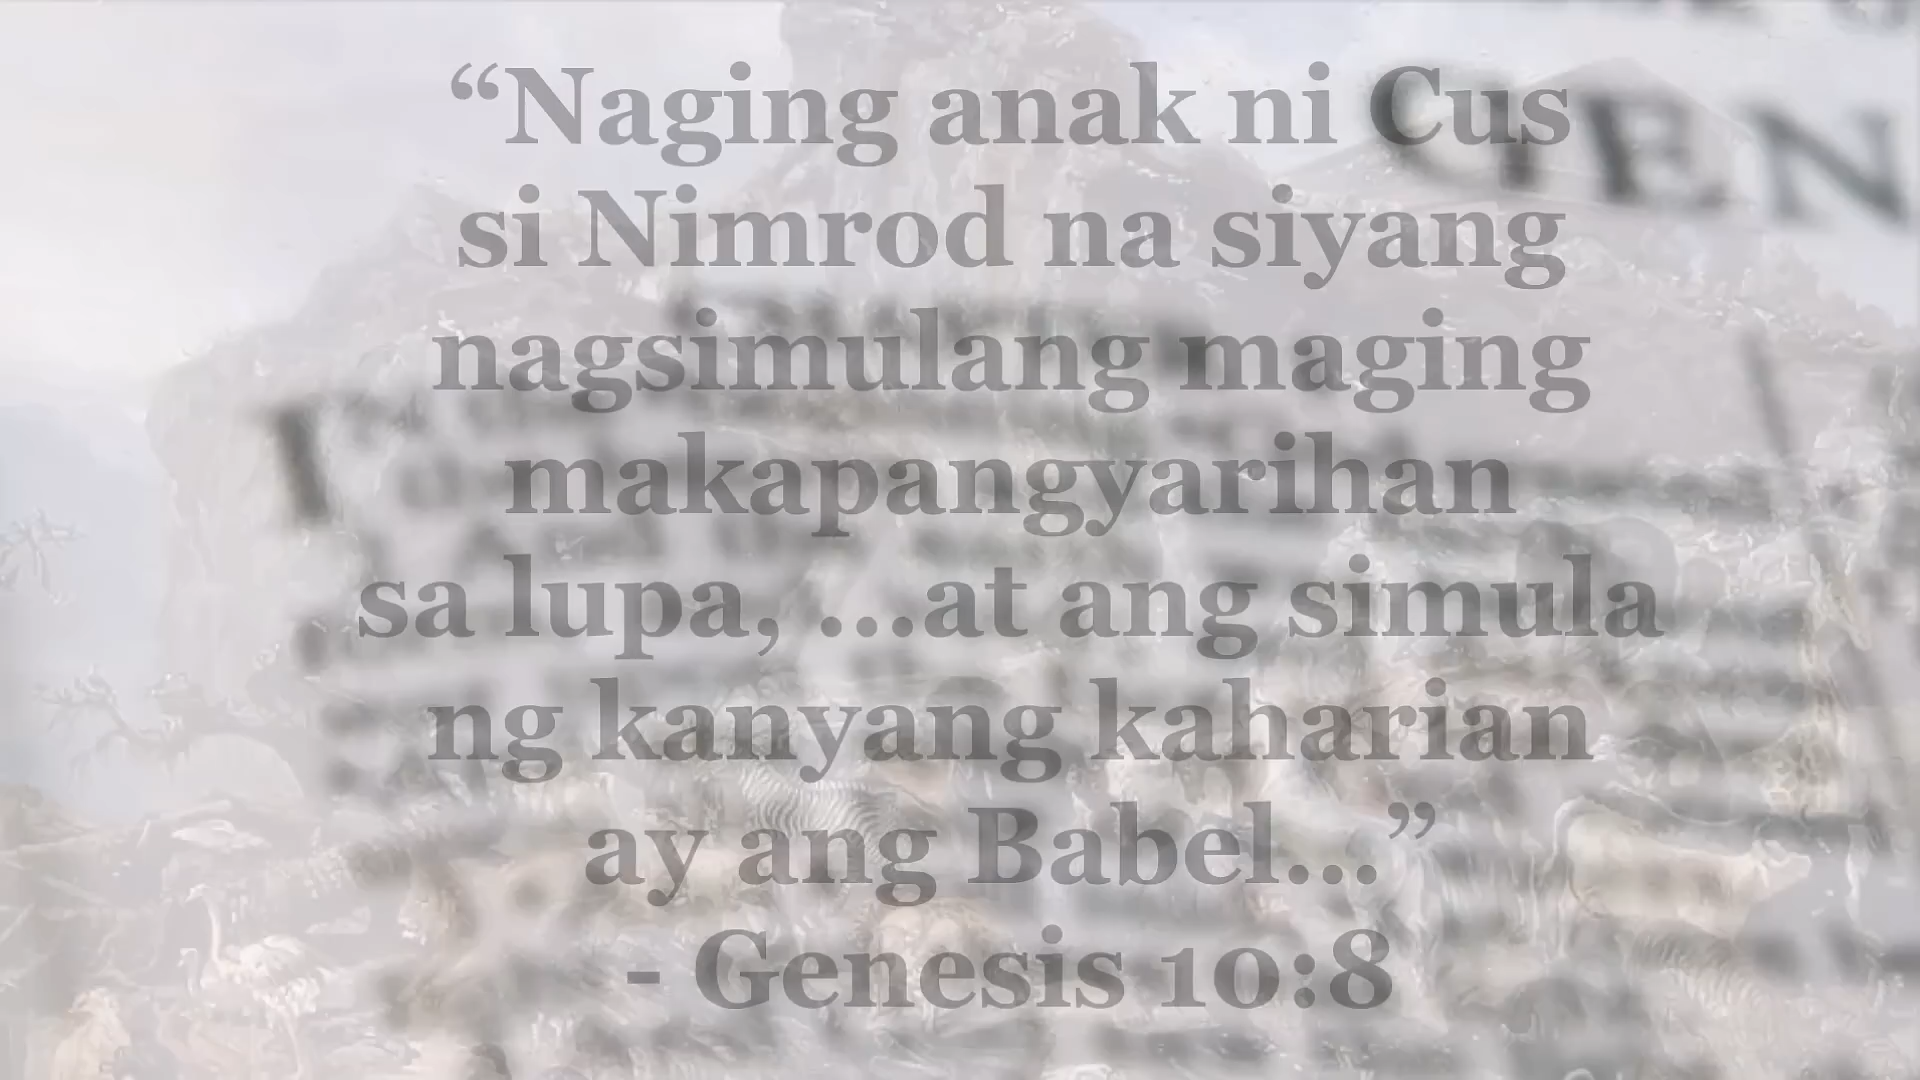 “Naging anak ni Cus
si Nimrod na siyang
nagsimulang maging
makapangyarihan
sa lupa, ...at ang simula
ng kanyang kaharian
ay ang Babel...”
- Genesis 10:8
GEN